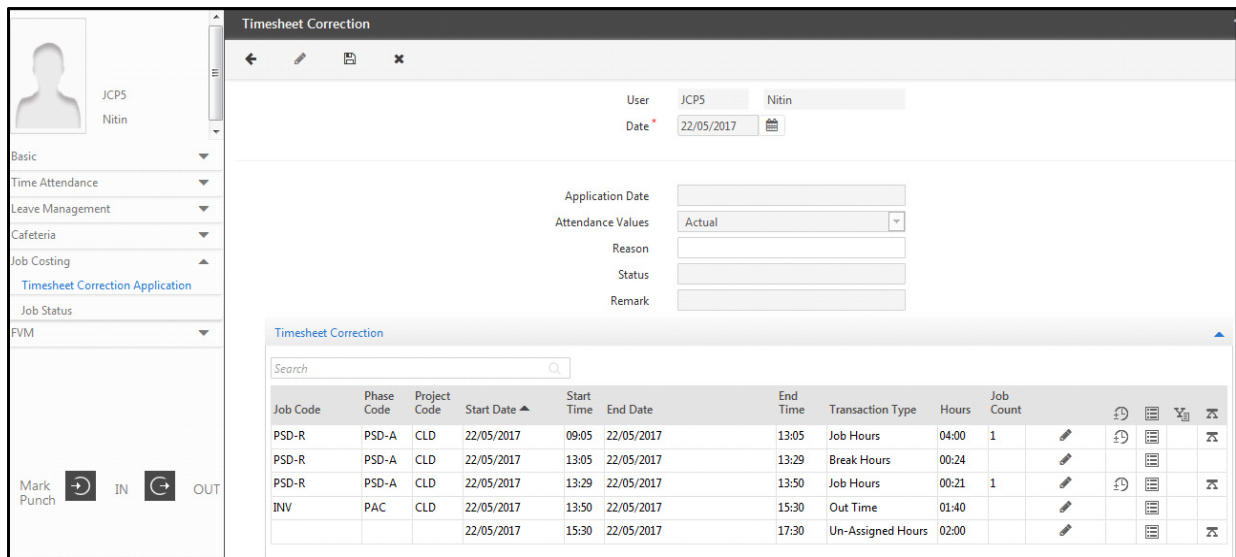 Timesheet Correction
JCP5
Nitin
Basic
Time Attendance
Leave Management
Cafeteria
Job Costing
Timesheet Correction Application
Job Status
FVM
Mark Punch IN OUT
User JCP5 Nitin
Date * 22/05/2017
Application Date
Attendance Values Actual
Reason
Status
Remark
Timesheet Correction
Search
Job Code Phase Code Project Code Start Date Start Time End Date End Time Transaction Type Hours Job Count
PSD-R PSD-A CLD 22/05/2017 09:05 22/05/2017 13:05 Job Hours 04:00 1
PSD-R PSD-A CLD 22/05/2017 13:05 22/05/2017 13:29 Break Hours 00:24
PSD-R PSD-A CLD 22/05/2017 13:29 22/05/2017 13:50 Job Hours 00:21 1
INV PAC CLD 22/05/2017 13:50 22/05/2017 15:30 Out Time 01:40
22/05/2017 15:30 22/05/2017 17:30 Un-Assigned Hours 02:00